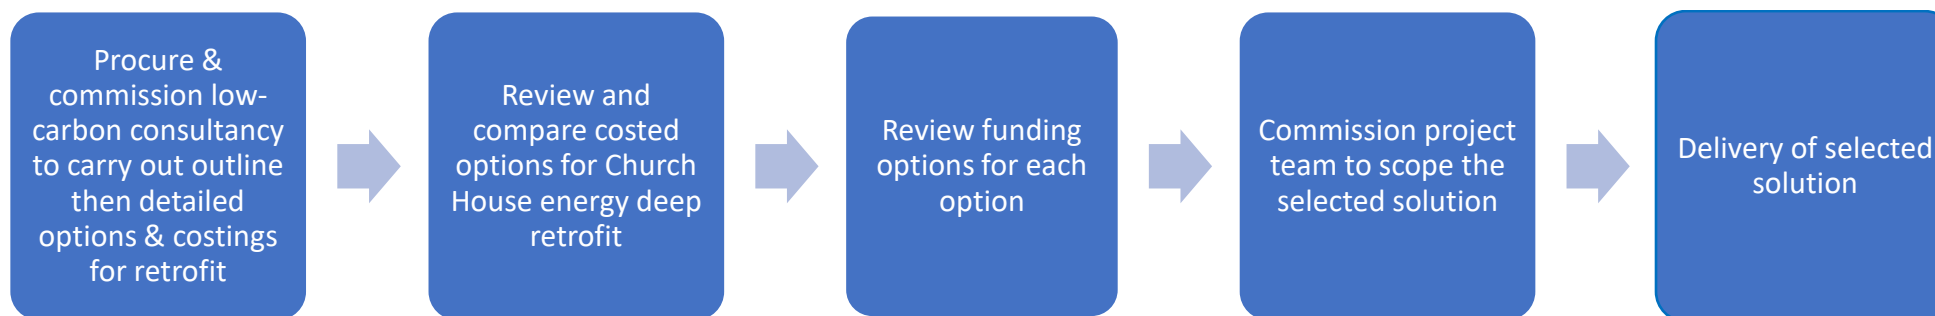 Procure &
commission low-
carbon consultancy
to carry out outline
then detailed
options & costings
for retrofit
Review and
compare costed
options for Church
House energy deep
retrofit
Review funding
options for each
option
Commission project
team to scope the
selected solution
Delivery of selected
solution